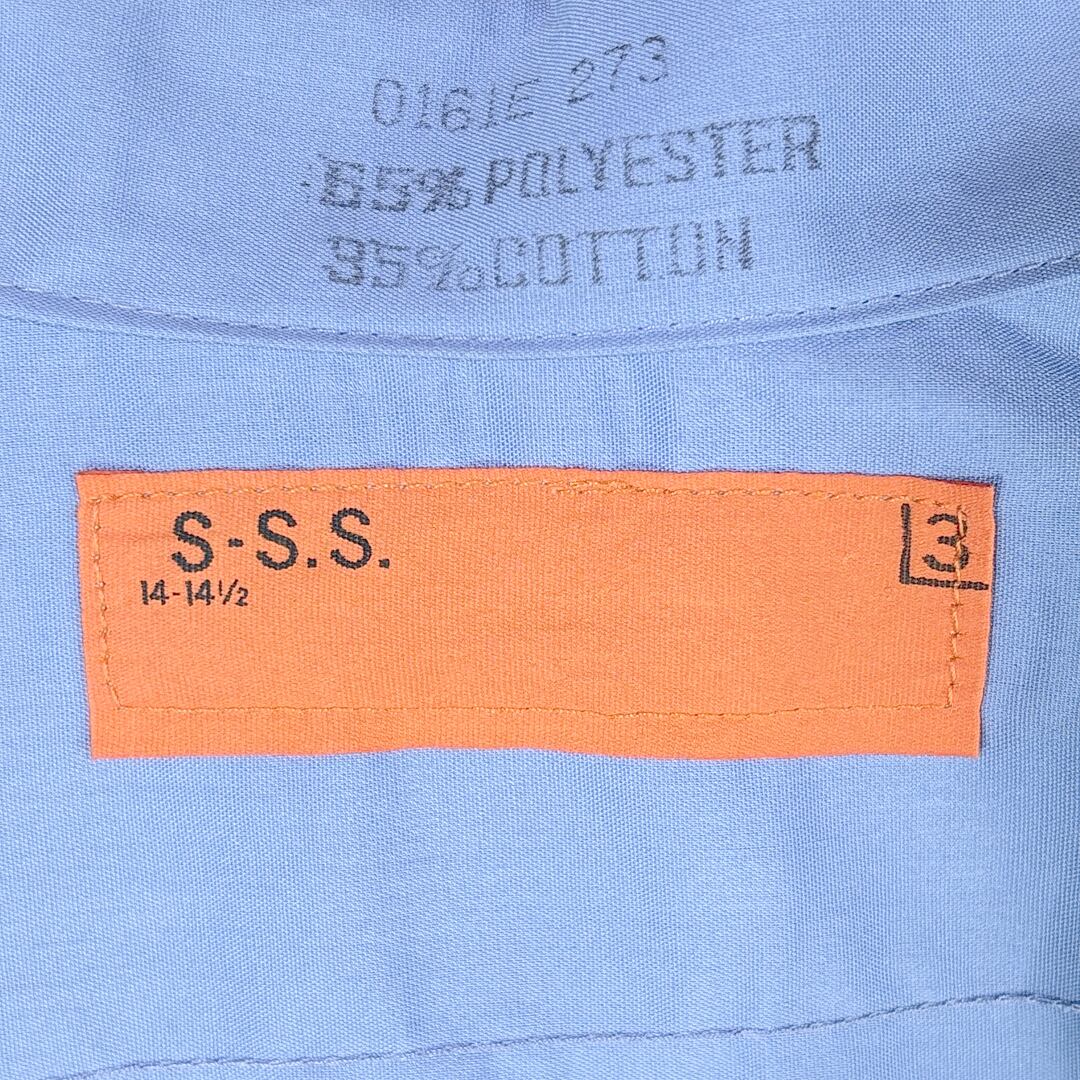 0161E 273
65% POLYESTER
35% COTTON
S-S.S. 3
14-14½